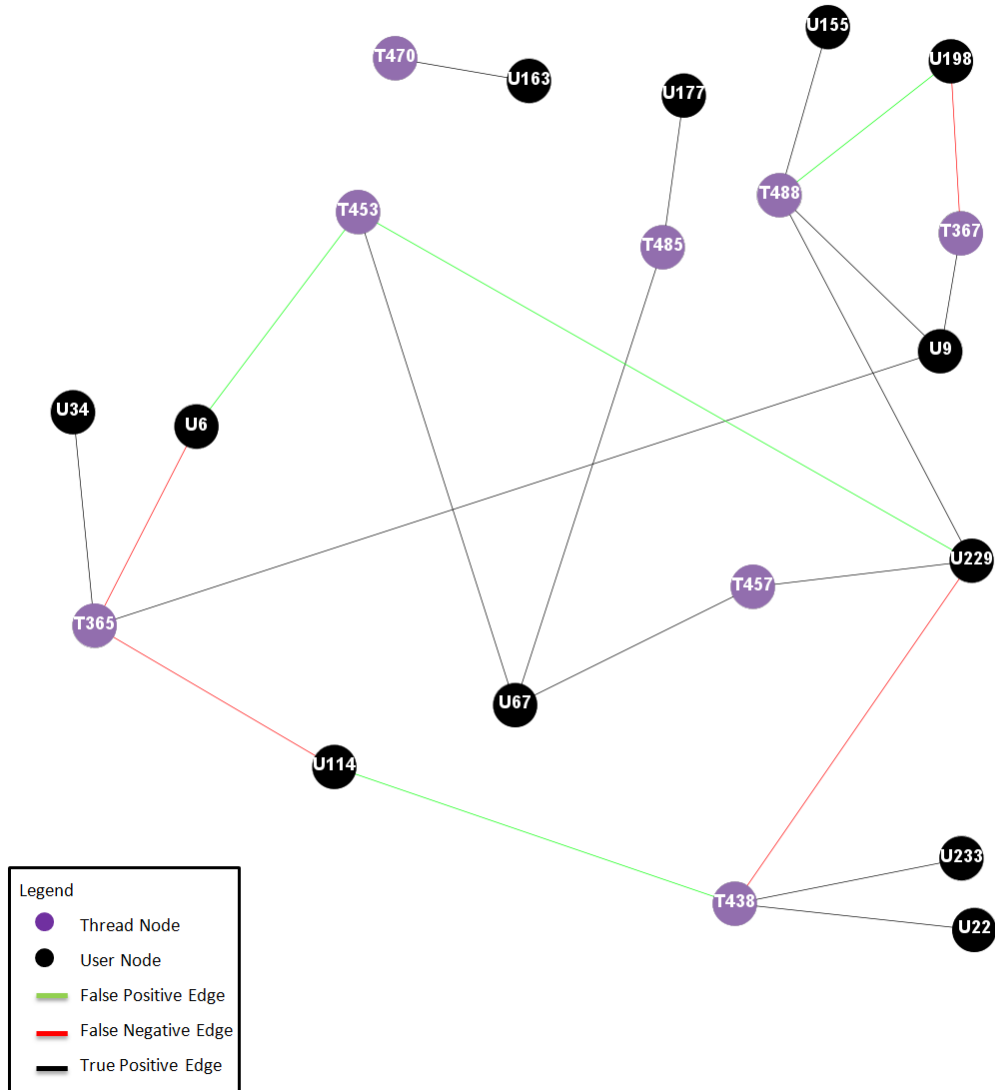 U155
T470
U198
U163
U177
T488
T453
T367
T485
U9
U34
U6
U229
T457
T365
U67
U114
U233
T438
U22
Legend
Thread Node
User Node
False Positive Edge
False Negative Edge
True Positive Edge